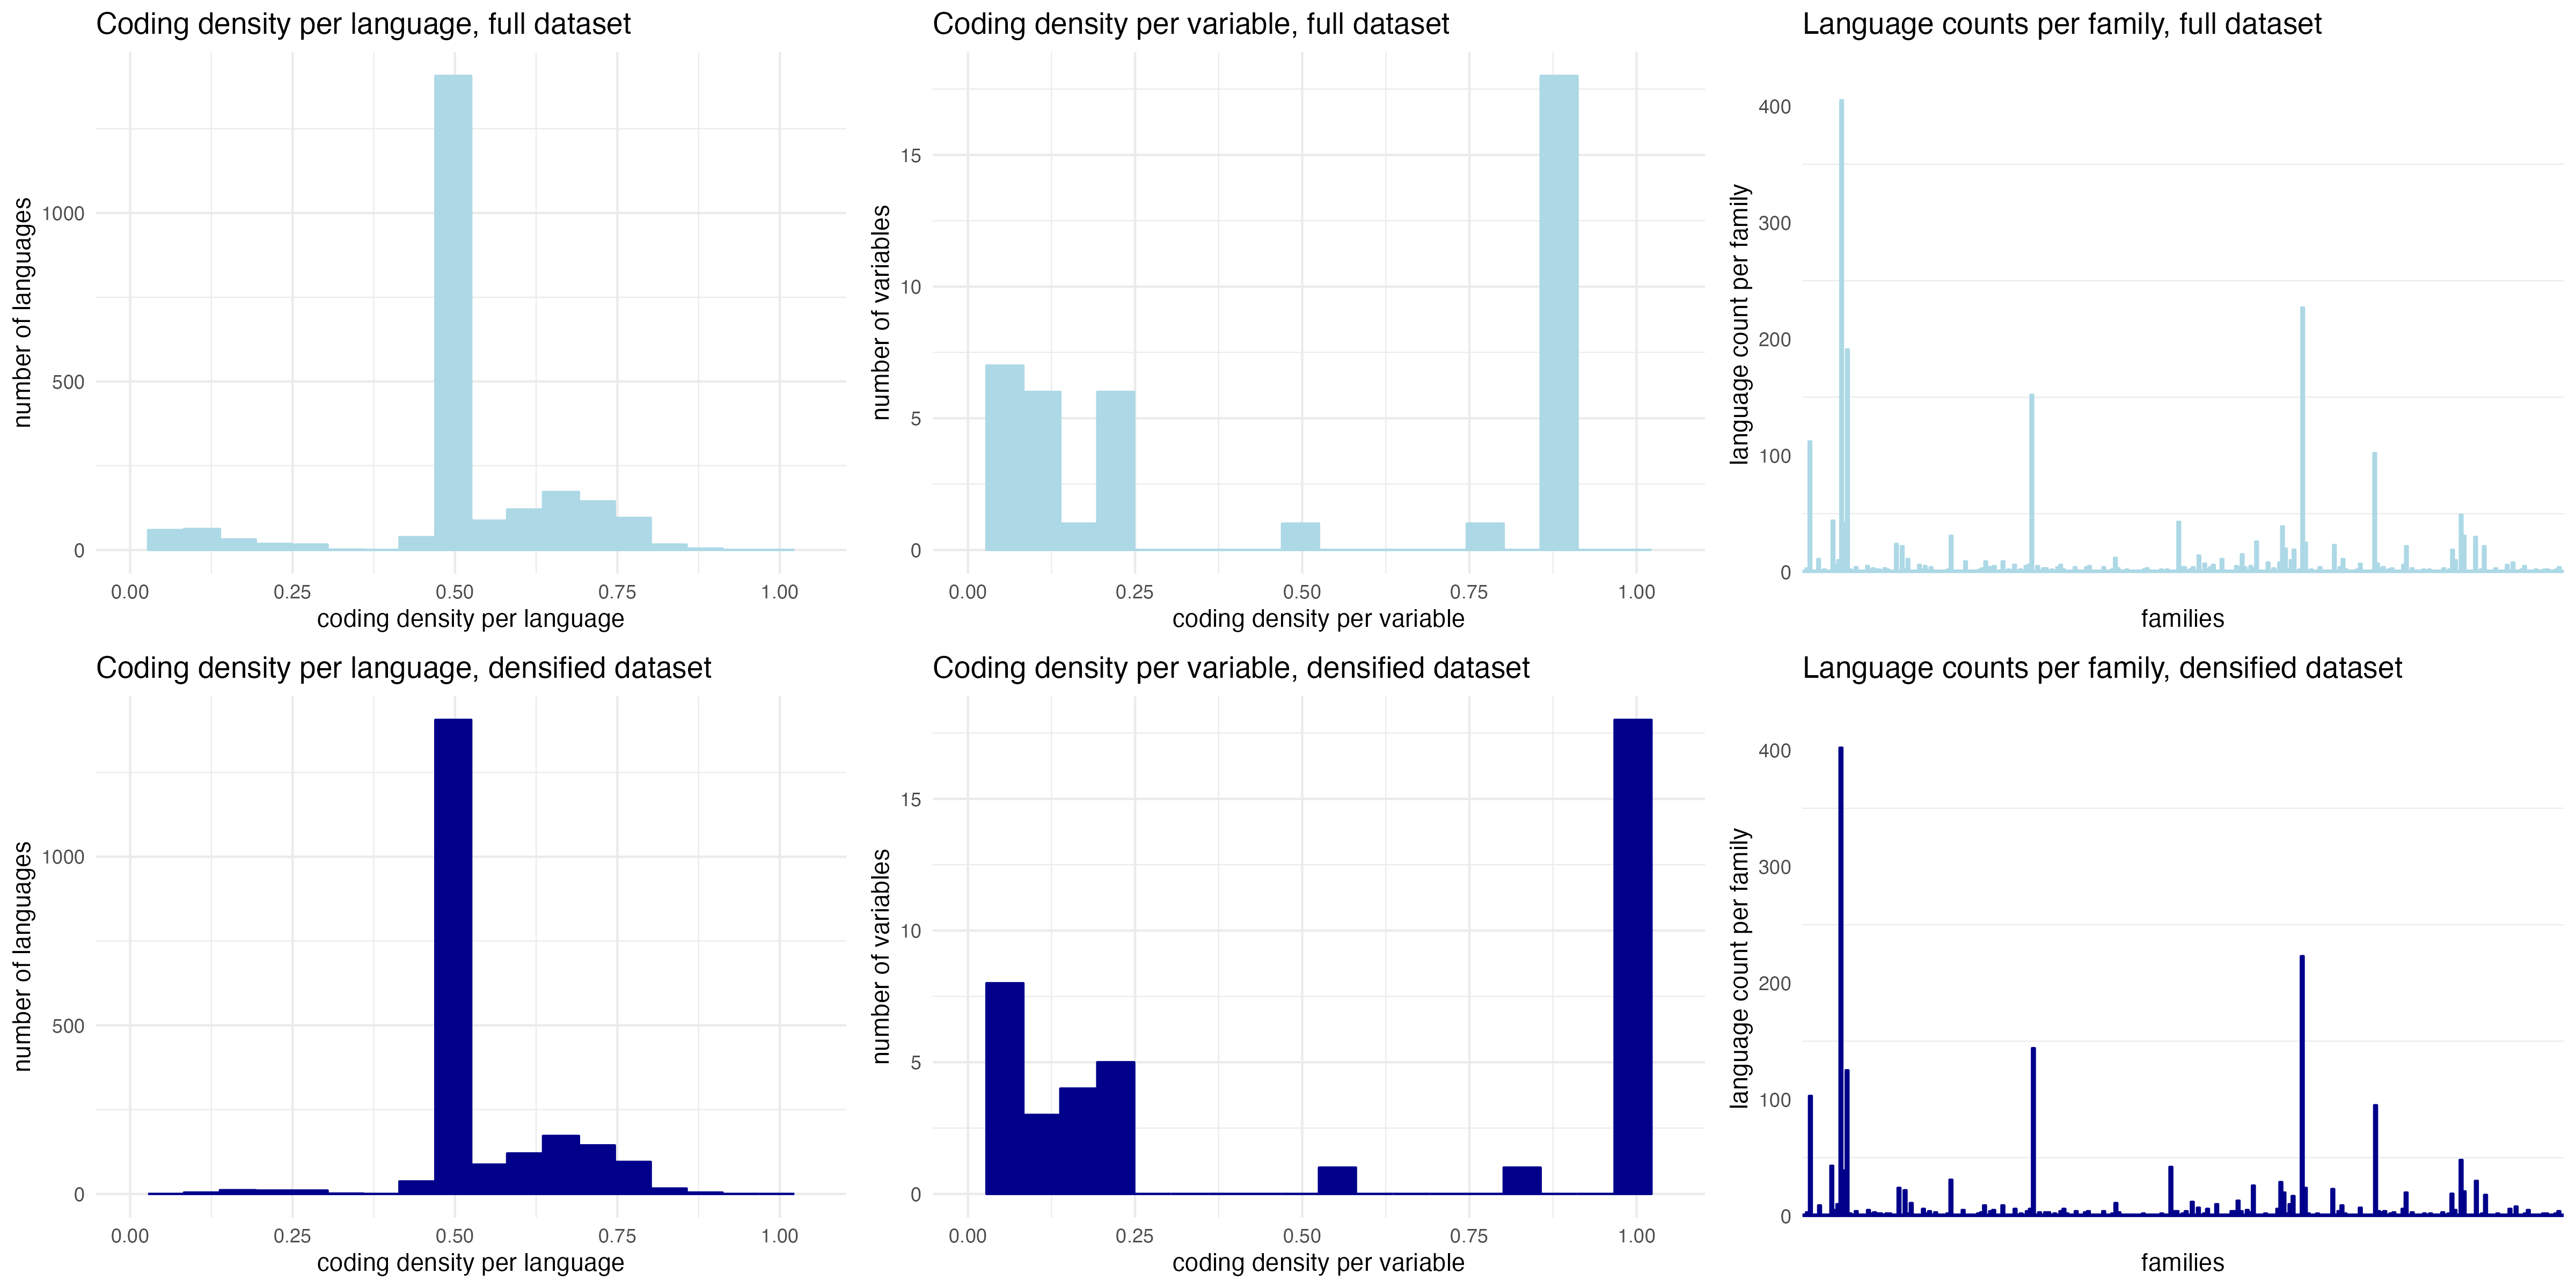 Coding density per language, full dataset
number of languages
1000
500
0
0.00 0.25 0.50 0.75 1.00
coding density per language
Coding density per variable, full dataset
number of variables
15
10
5
0
0.00 0.25 0.50 0.75 1.00
coding density per variable
Language counts per family, full dataset
language count per family
400
300
200
100
0
families
Coding density per language, densified dataset
number of languages
1000
500
0
0.00 0.25 0.50 0.75 1.00
coding density per language
Coding density per variable, densified dataset
number of variables
15
10
5
0
0.00 0.25 0.50 0.75 1.00
coding density per variable
Language counts per family, densified dataset
language count per family
400
300
200
100
0
families